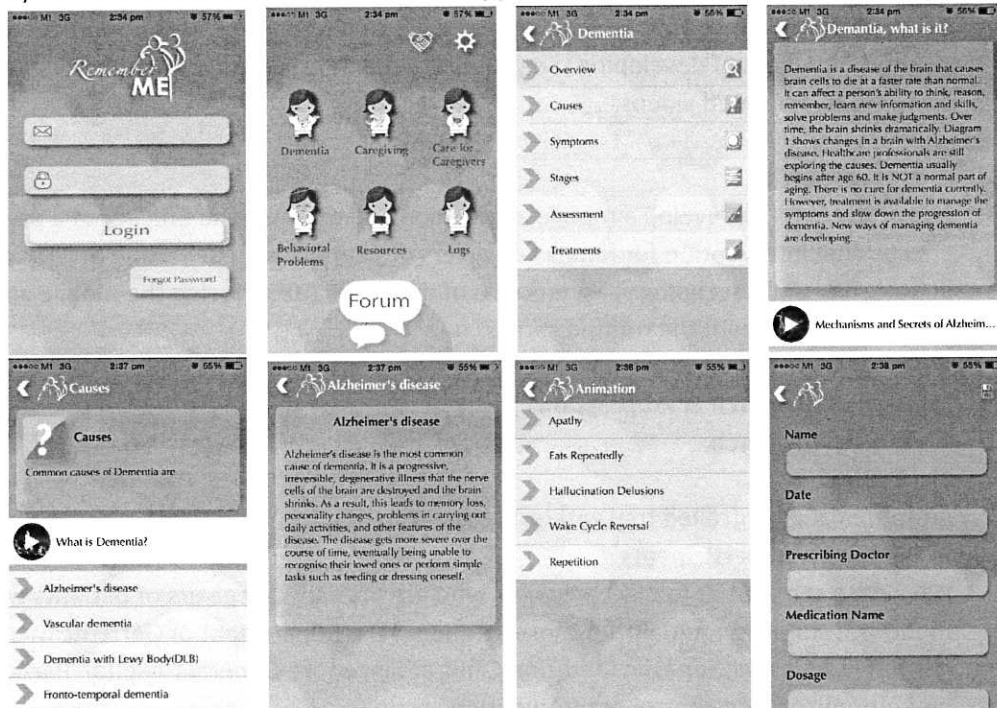 M1 3G 2:34 pm 57%
Remember
ME
Login
Forgot Password
M1 3G 2:34 pm 57%
Dementia
Caregiving
Care for
Caregivers
Behavioral
Problems
Resources
Logs
Forum
M1 3G 2:34 pm 56%
Dementia
Overview
Causes
Symptoms
Stages
Assessment
Treatments
M1 3G 2:34 pm 56%
Demantia, what is it?
Dementia is a disease of the brain that causes
brain cells to die at a faster rate than normal.
It can affect a person's ability to think, reason,
remember, learn new information and skills,
solve problems and make judgments. Over
time, the brain shrinks dramatically. Diagram
1 shows changes in a brain with Alzheimer's
disease. Healthcare professionals are still
exploring the causes. Dementia usually
begins after age 60. It is NOT a normal part of
aging. There is no cure for dementia currently.
However, treatment is available to manage the
symptoms and slow down the progression of
dementia. New ways of managing dementia
are developing.
Mechanisms and Secrets of Alzheim...
M1 3G 2:37 pm 55%
Causes
Causes
Common causes of Dementia are
What is Dementia?
Alzheimer's disease
Vascular dementia
Dementia with Lewy Body(DLB)
Fronto-temporal dementia
M1 3G 2:37 pm 55%
Alzheimer's disease
Alzheimer's disease
Alzheimer's disease is the most common
cause of dementia. It is a progressive,
irreversible, degenerative illness that the nerve
cells of the brain are destroyed and the brain
shrinks. As a result, this leads to memory loss,
personality changes, problems in carrying out
daily activities, and other features of the
disease. The disease gets more severe over the
course of time, eventually being unable to
recognise their loved ones or perform simple
tasks such as feeding or dressing oneself.
M1 3G 2:38 pm 55%
Animation
Apathy
Eats Repeatedly
Hallucination Delusions
Wake Cycle Reversal
Repetition
M1 3G 2:38 pm 55%
Name
Date
Prescribing Doctor
Medication Name
Dosage